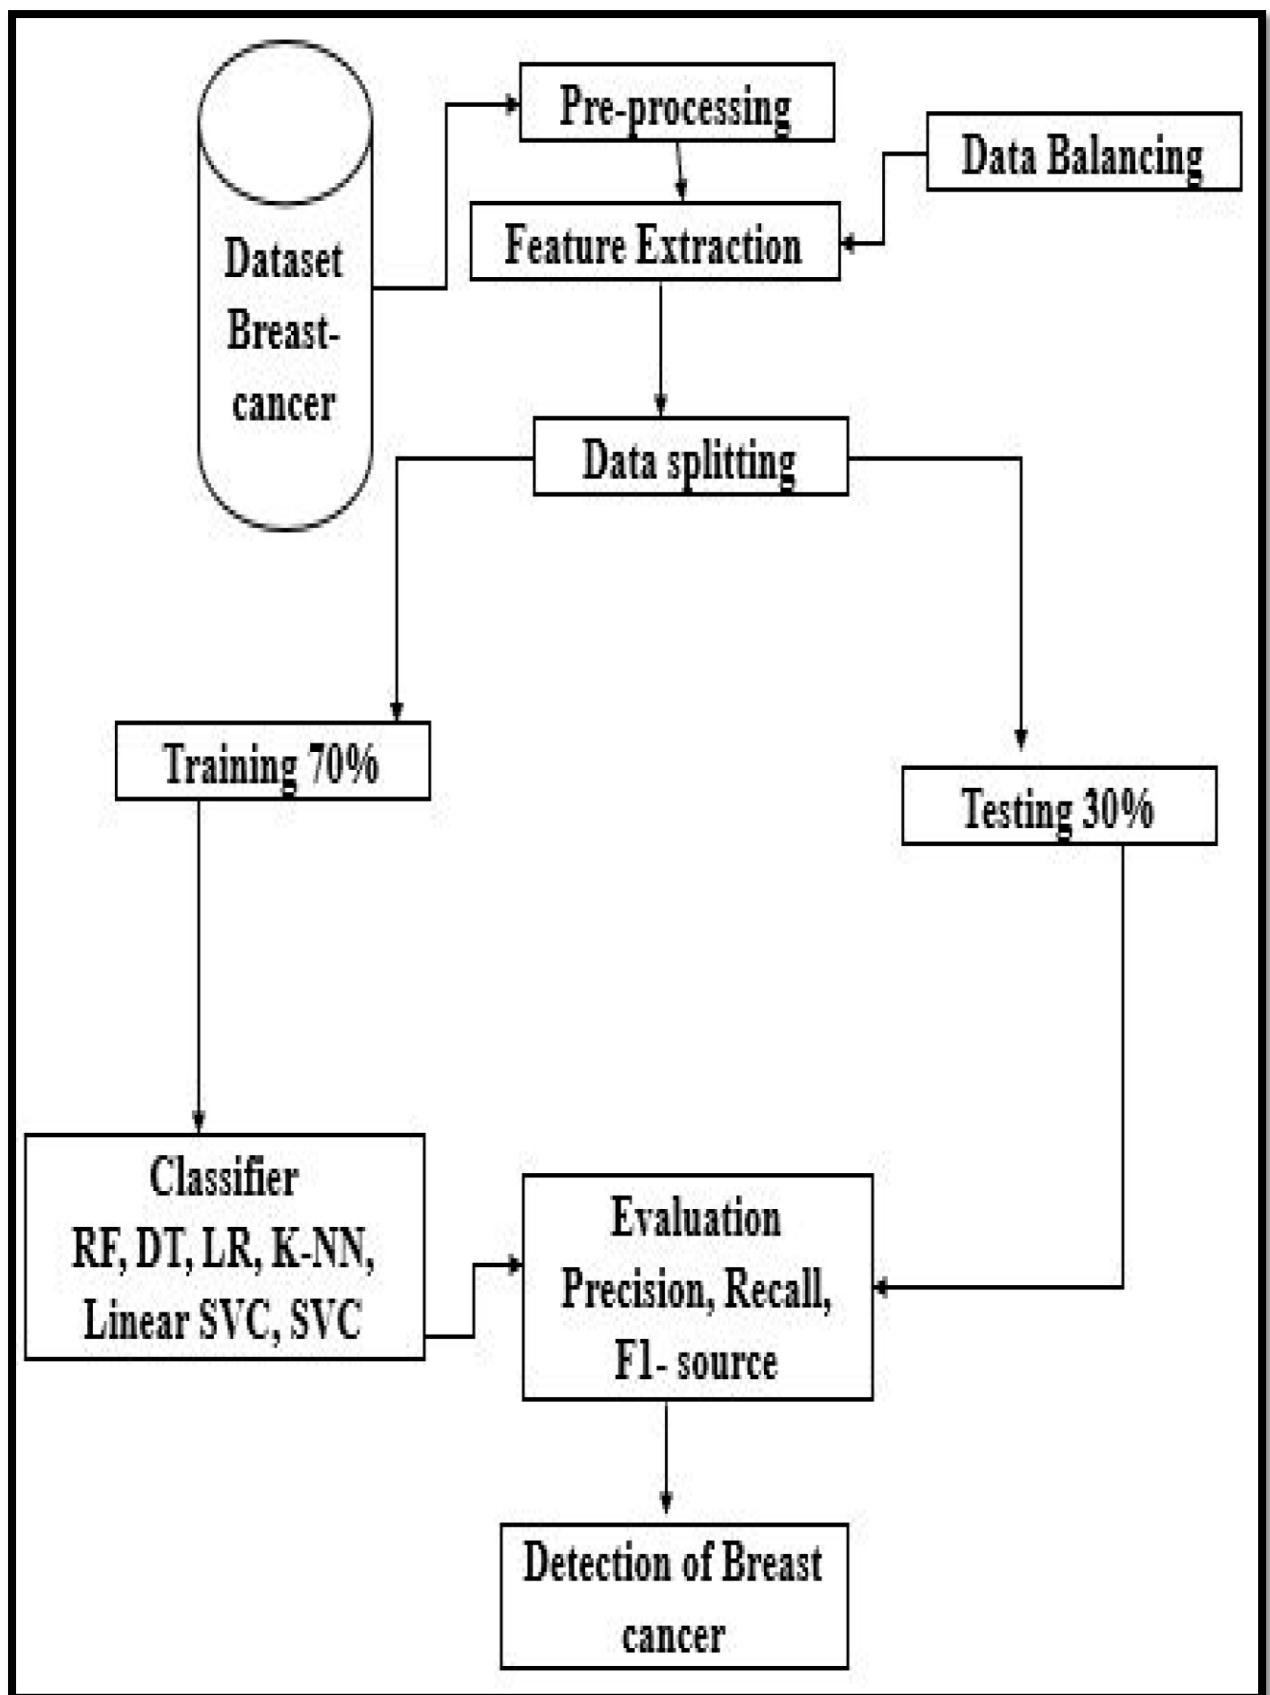 Pre-processing
Data Balancing
Feature Extraction
Dataset
Breast-
cancer
Data splitting
Training 70%
Testing 30%
Classifier
RF, DT, LR, K-NN,
Linear SVC, SVC
Evaluation
Precision, Recall,
F1- source
Detection of Breast
cancer